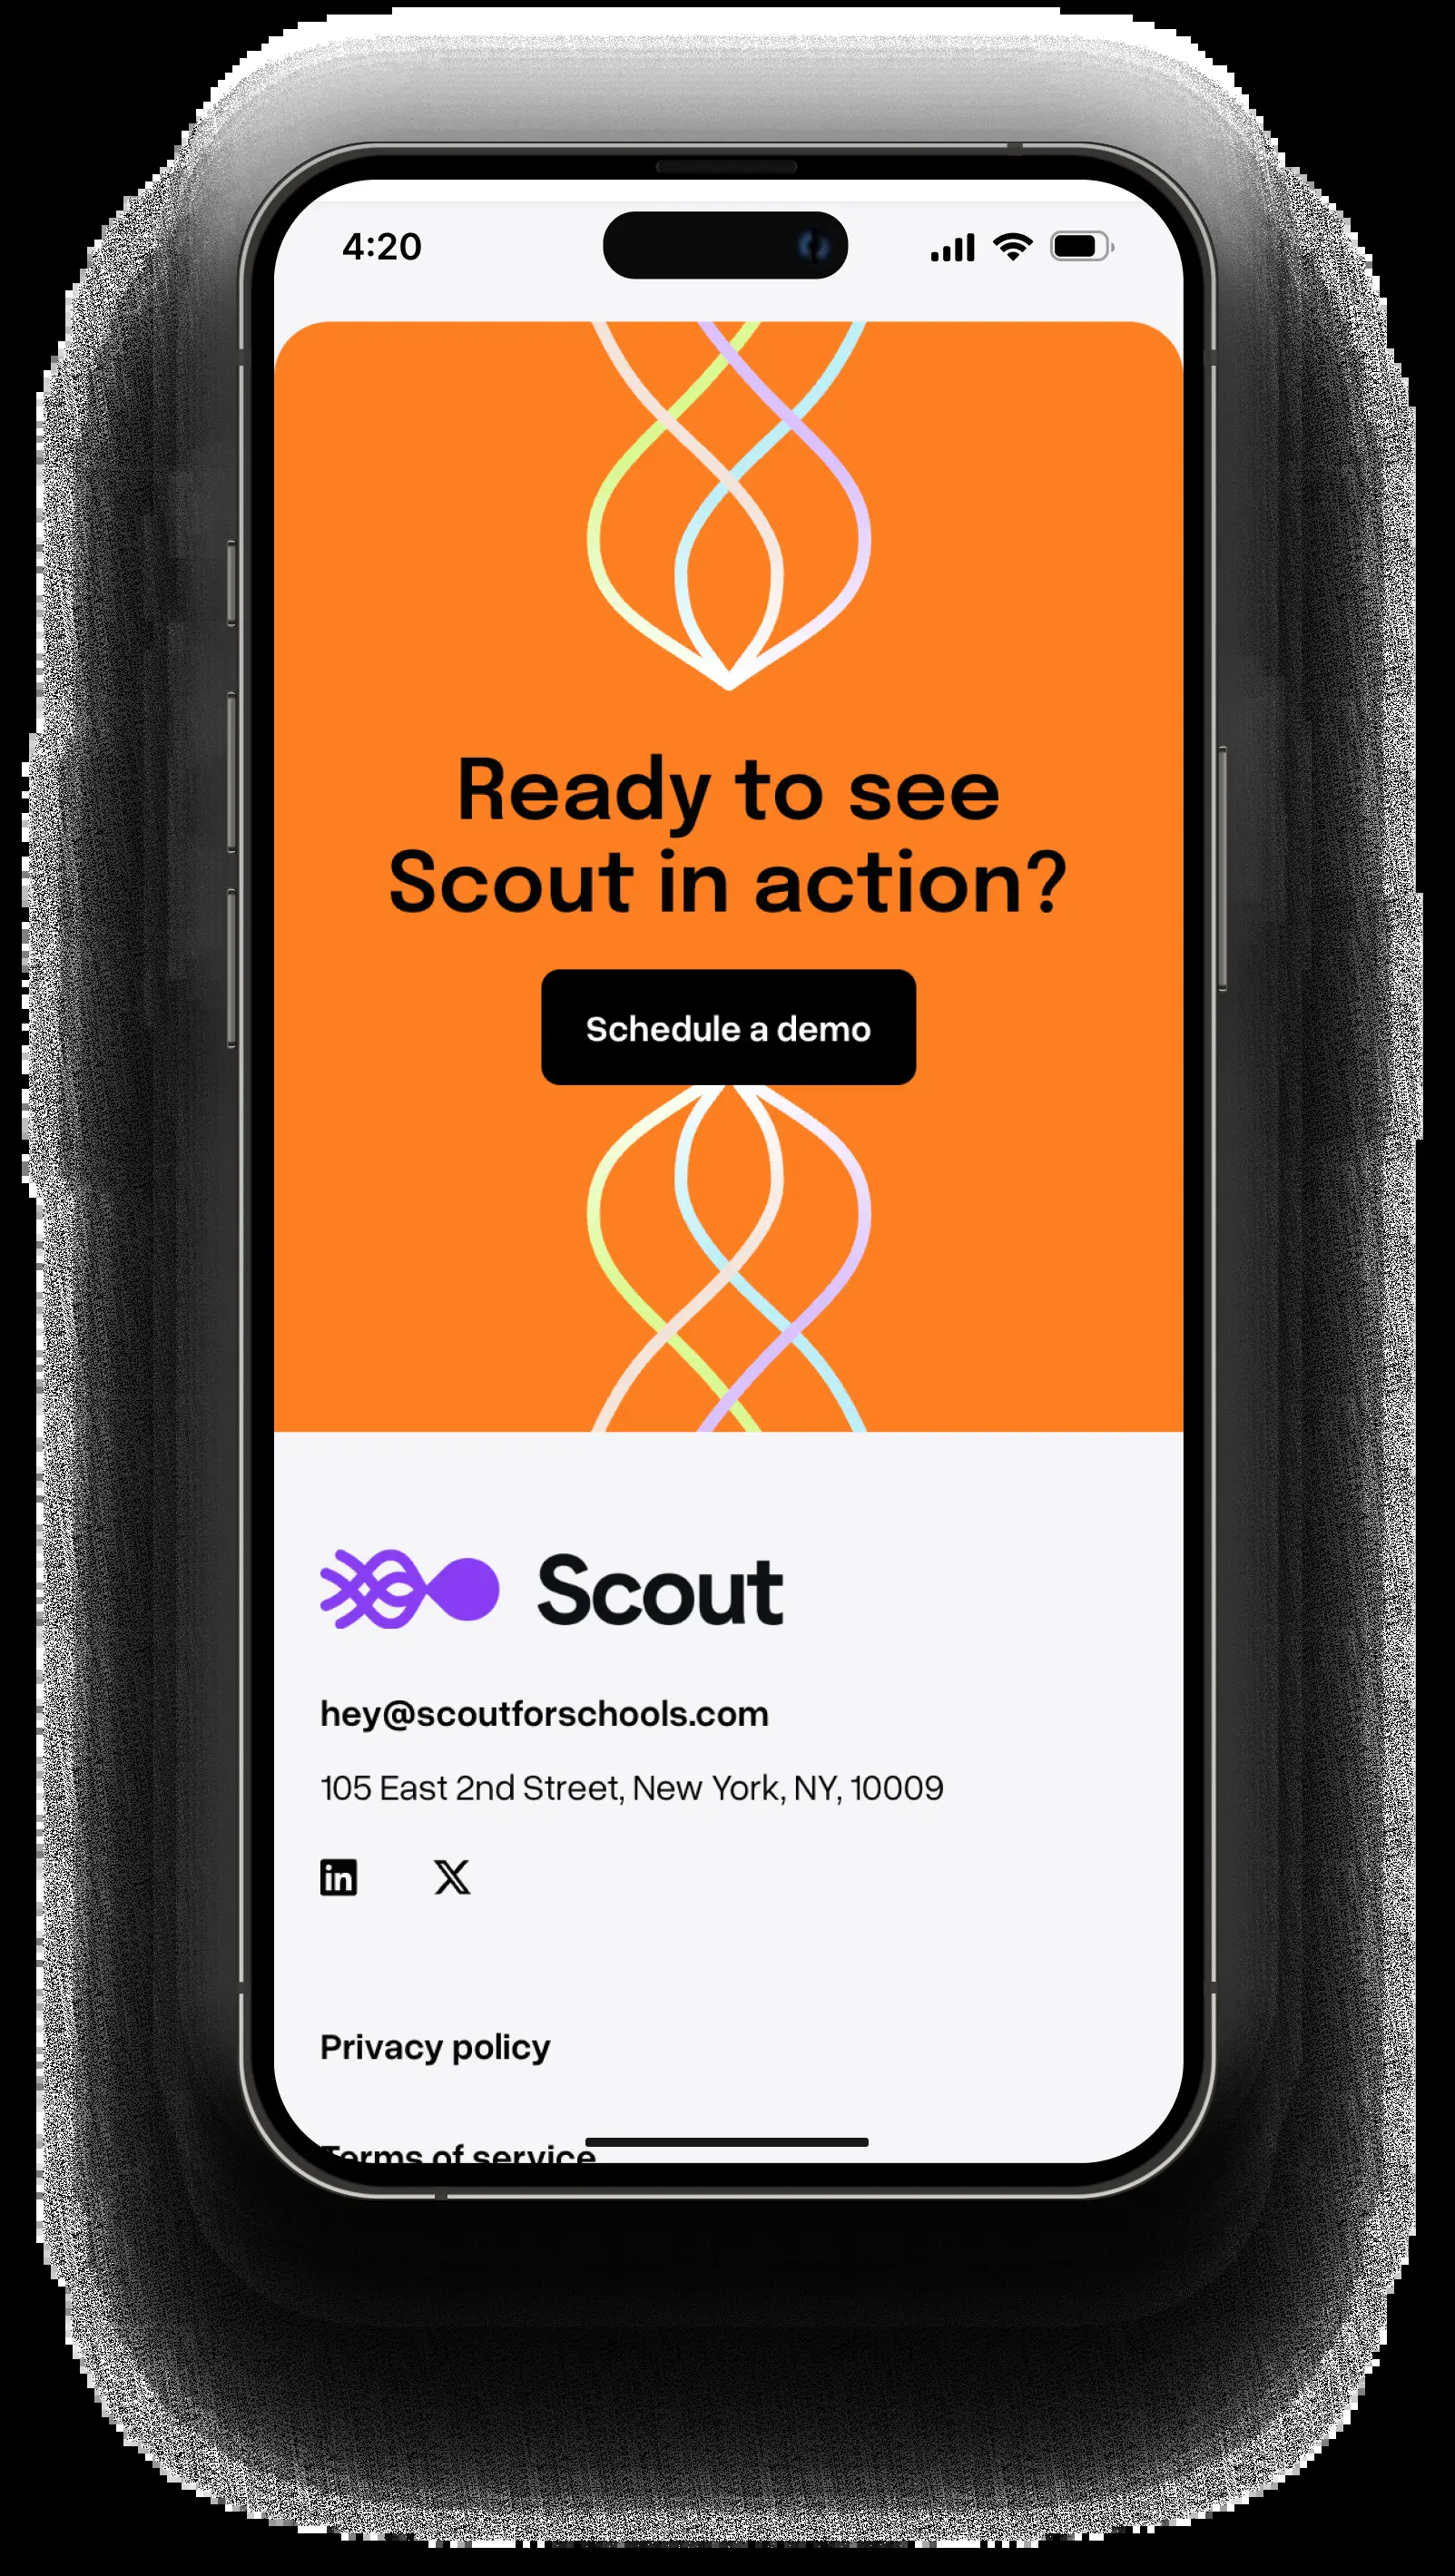 4:20
Ready to see
Scout in action?
Schedule a demo
Scout
hey@scoutforschools.com
105 East 2nd Street, New York, NY, 10009
in X
Privacy policy
Terms of service